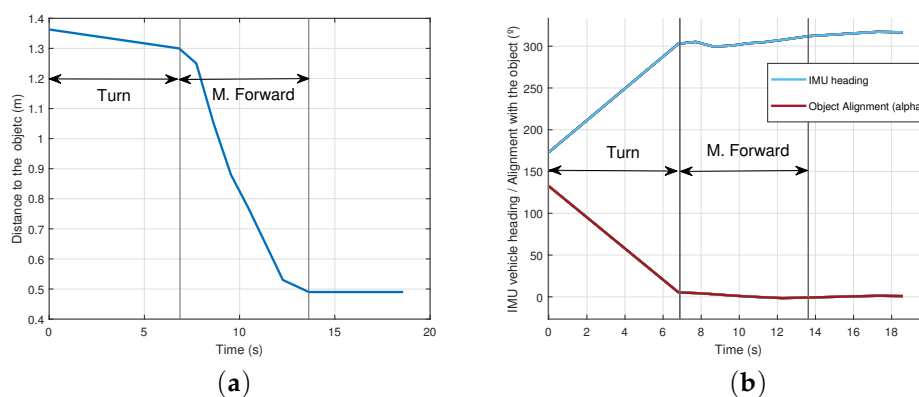 1.4
1.3
1.2
1.1
1
0.9
0.8
0.7
0.6
0.5
0.4
Distance to the objetc (m)
Turn
M. Forward
0 5 10 15 20
Time (s)
(a)
300
250
200
150
100
50
0
IMU vehicle heading / Alignment with the object (º)
IMU heading
Object Alignment (alpha
Turn
M. Forward
0 2 4 6 8 10 12 14 16 18
Time (s)
(b)